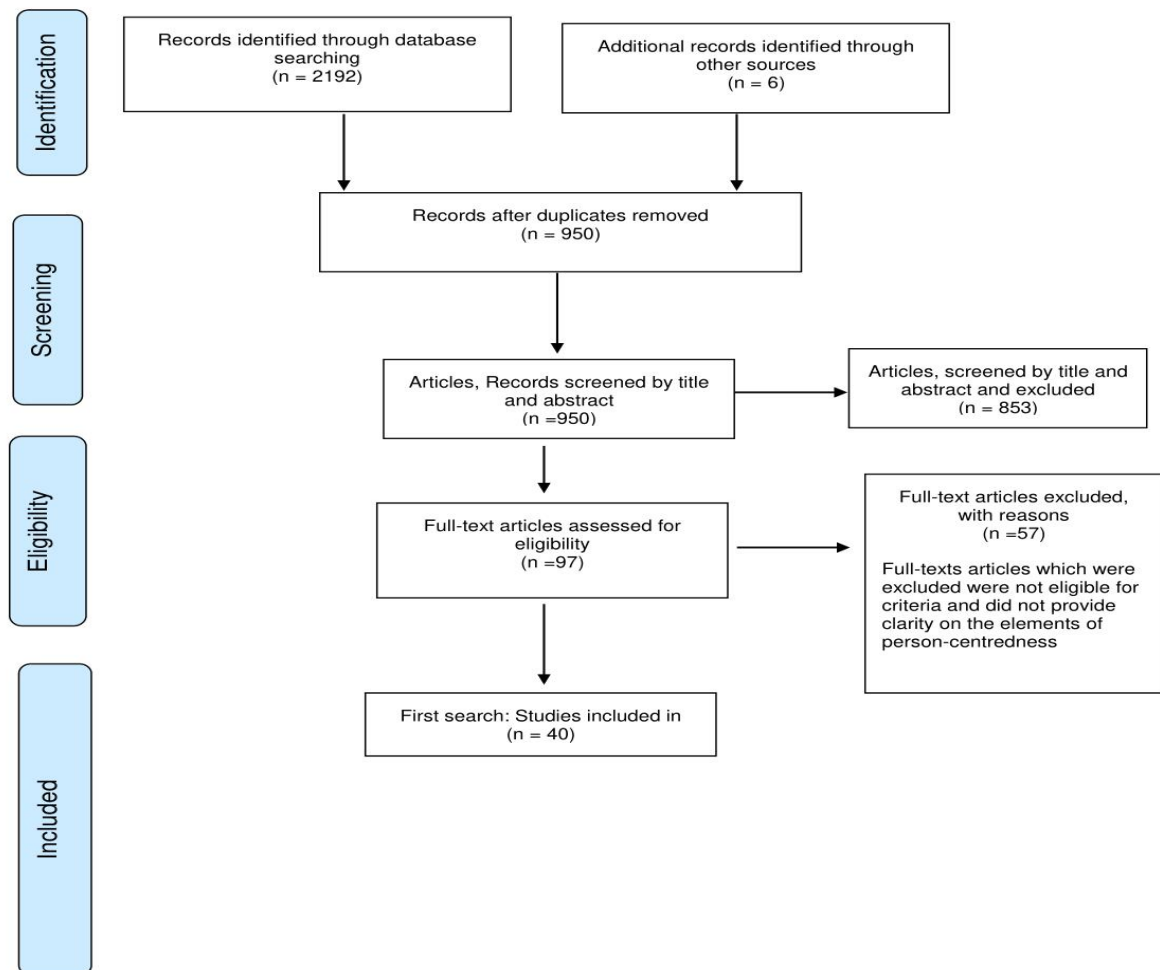 Identification
Records identified through database
searching
(n = 2192)
Additional records identified through
other sources
(n = 6)
Screening
Records after duplicates removed
(n = 950)
Articles, Records screened by title
and abstract
(n =950)
Articles, screened by title and
abstract and excluded
(n = 853)
Eligibility
Full-text articles assessed for
eligibility
(n =97)
Full-text articles excluded,
with reasons
(n =57)
Full-texts articles which were
excluded were not eligible for
criteria and did not provide
clarity on the elements of
person-centredness
Included
First search: Studies included in
(n = 40)